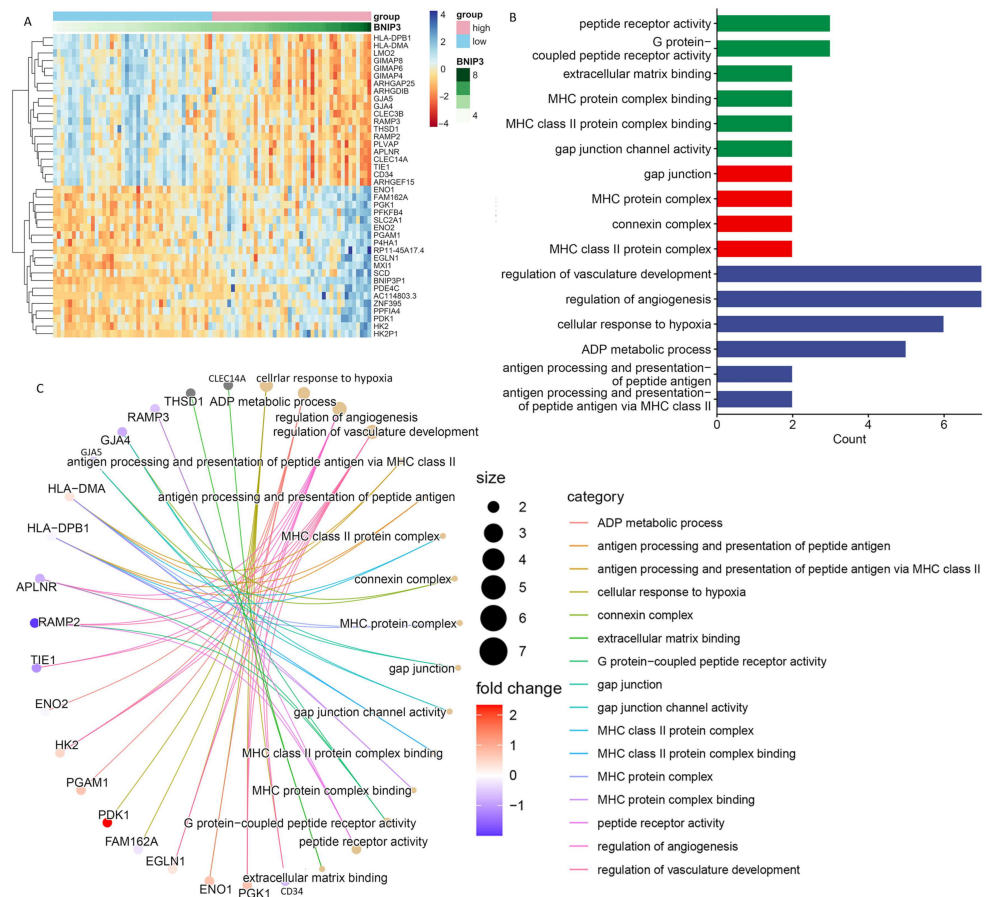 A
group
BNIP3
HLA-DPB1
HLA-DMA
LMO2
GIMAP8
GIMAP6
GIMAP4
ARHGAP25
ARHGDIB
GJA5
GJA4
CLEC3B
RAMP3
THSD1
RAMP2
PLVAP
APLNR
CLEC14A
TIE1
CD34
ARHGEF15
ENO1
FAM162A
PGK1
PFKFB4
SLC2A1
ENO2
PGAM1
P4HA1
RP11-45A17.4
EGLN1
MXI1
SCD
BNIP3P1
PDE4C
AC114803.3
ZNF395
PPFIA4
PDK1
HK2
HK2P1
4
2
0
−2
−4
group
high
low
BNIP3
8
4
B
peptide receptor activity
G protein−
coupled peptide receptor activity
extracellular matrix binding
MHC protein complex binding
MHC class II protein complex binding
gap junction channel activity
gap junction
MHC protein complex
connexin complex
MHC class II protein complex
regulation of vasculature development
regulation of angiogenesis
cellular response to hypoxia
ADP metabolic process
antigen processing and presentation−
of peptide antigen
antigen processing and presentation−
of peptide antigen via MHC class II
0 2 4 6
Count
C
CLEC14A
cellrlar response to hypoxia
THSD1
ADP metabolic process
RAMP3
regulation of angiogenesis
GJA4
regulation of vasculature development
GJA5
antigen processing and presentation of peptide antigen via MHC class II
HLA−DMA
antigen processing and presentation of peptide antigen
HLA−DPB1
MHC class II protein complex
APLNR
connexin complex
RAMP2
MHC protein complex
TIE1
gap junction
ENO2
gap junction channel activity
HK2
MHC class II protein complex binding
PGAM1
MHC protein complex binding
PDK1
G protein−coupled peptide receptor activity
FAM162A
peptide receptor activity
EGLN1
extracellular matrix binding
ENO1
PGK1
CD34
size
2
3
4
5
6
7
fold change
2
1
0
−1
category
ADP metabolic process
antigen processing and presentation of peptide antigen
antigen processing and presentation of peptide antigen via MHC class II
cellular response to hypoxia
connexin complex
extracellular matrix binding
G protein−coupled peptide receptor activity
gap junction
gap junction channel activity
MHC class II protein complex
MHC class II protein complex binding
MHC protein complex
MHC protein complex binding
peptide receptor activity
regulation of angiogenesis
regulation of vasculature development